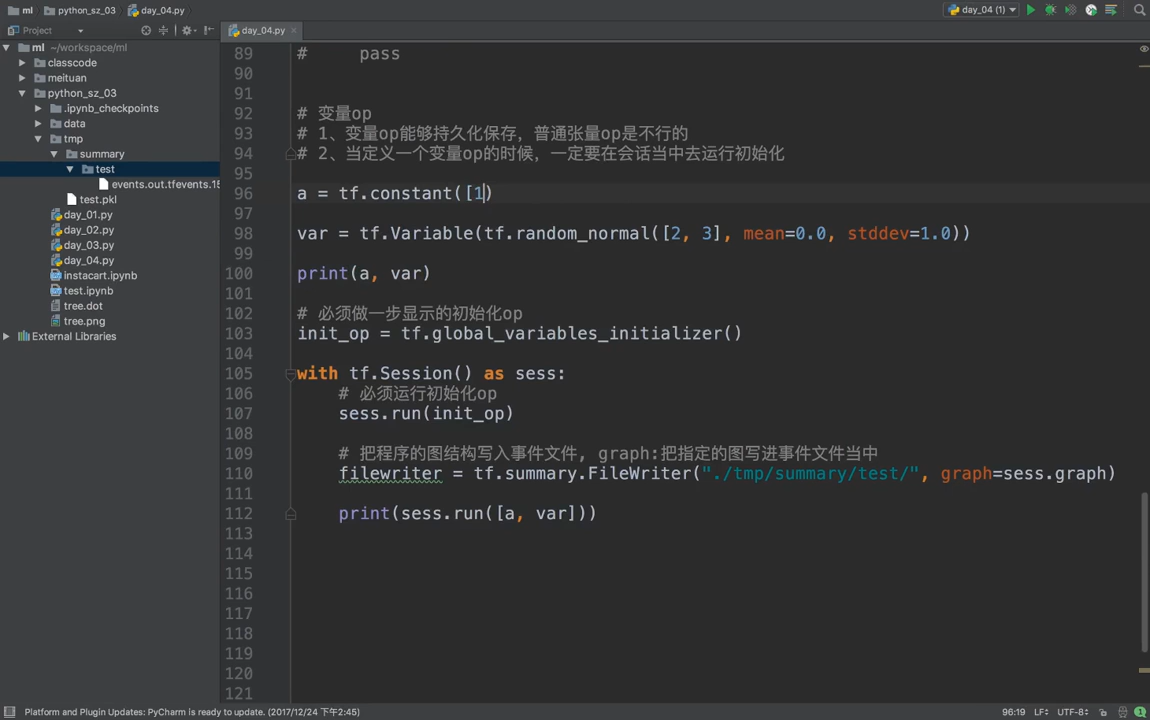 ml python_sz_03 day_04.py
day_04 (1)
Project
day_04.py
ml ~/workspace/ml
classcode
meituan
python_sz_03
.ipynb_checkpoints
data
tmp
summary
test
events.out.tfevents.15
test.pkl
day_01.py
day_02.py
day_03.py
day_04.py
instacart.ipynb
test.ipynb
tree.dot
tree.png
External Libraries
89 #     pass
90
91
92 # 变量op
93 # 1、变量op能够持久化保存，普通张量op是不行的
94 # 2、当定义一个变量op的时候，一定要在会话当中去运行初始化
95
96 a = tf.constant([1)
97
98 var = tf.Variable(tf.random_normal([2, 3], mean=0.0, stddev=1.0))
99
100 print(a, var)
101
102 # 必须做一步显示的初始化op
103 init_op = tf.global_variables_initializer()
104
105 with tf.Session() as sess:
106     # 必须运行初始化op
107     sess.run(init_op)
108
109     # 把程序的图结构写入事件文件, graph:把指定的图写进事件文件当中
110     filewriter = tf.summary.FileWriter("./tmp/summary/test/", graph=sess.graph)
111
112     print(sess.run([a, var]))
113
114
115
116
117
118
119
120
121
Platform and Plugin Updates: PyCharm is ready to update. (2017/12/24 下午2:45)
96:19 LF UTF-8 1